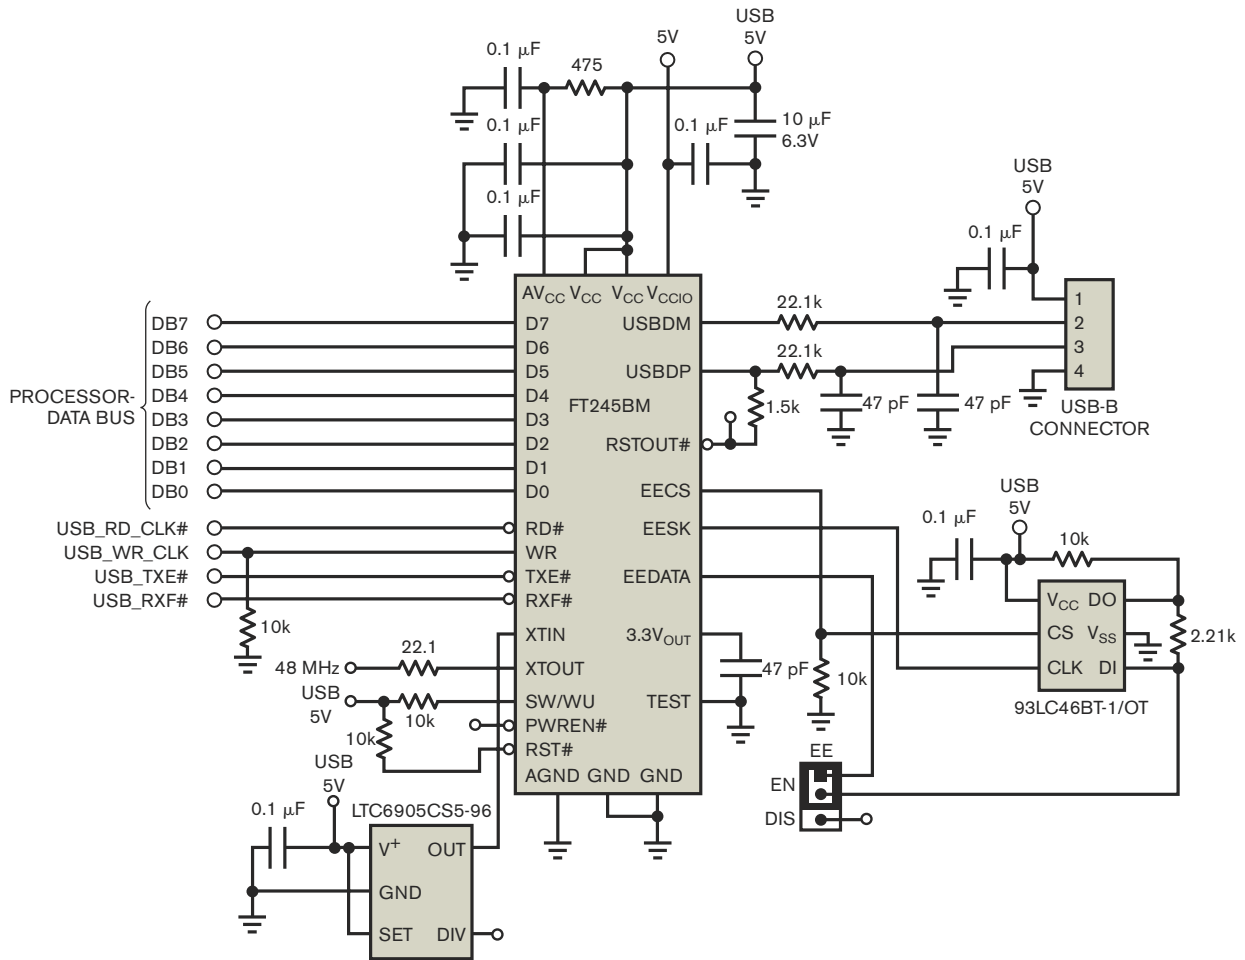 USB
5V
5V
0.1 µF
475
0.1 µF
0.1 µF
10 µF
6.3V
0.1 µF
USB
5V
0.1 µF
AVCC VCC VCC VCCIO
1
2
3
4
USB-B
CONNECTOR
22.1k
22.1k
1.5k
47 pF
47 pF
PROCESSOR-
DATA BUS
DB7
DB6
DB5
DB4
DB3
DB2
DB1
DB0
D7
D6
D5
D4
D3
D2
D1
D0
FT245BM
USBDM
USBDP
RSTOUT#
EECS
EESK
EEDATA
3.3VOUT
TEST
USB_RD_CLK#
USB_WR_CLK
USB_TXE#
USB_RXF#
RD#
WR
TXE#
RXF#
XTIN
XTOUT
SW/WU
PWREN#
RST#
AGND GND GND
10k
48 MHz
22.1
USB
5V
10k
10k
47 pF
10k
USB
5V
0.1 µF
10k
VCC DO
CS VSS
CLK DI
2.21k
93LC46BT-1/OT
EE
EN
DIS
USB
5V
0.1 µF
LTC6905CS5-96
V+ OUT
GND
SET DIV